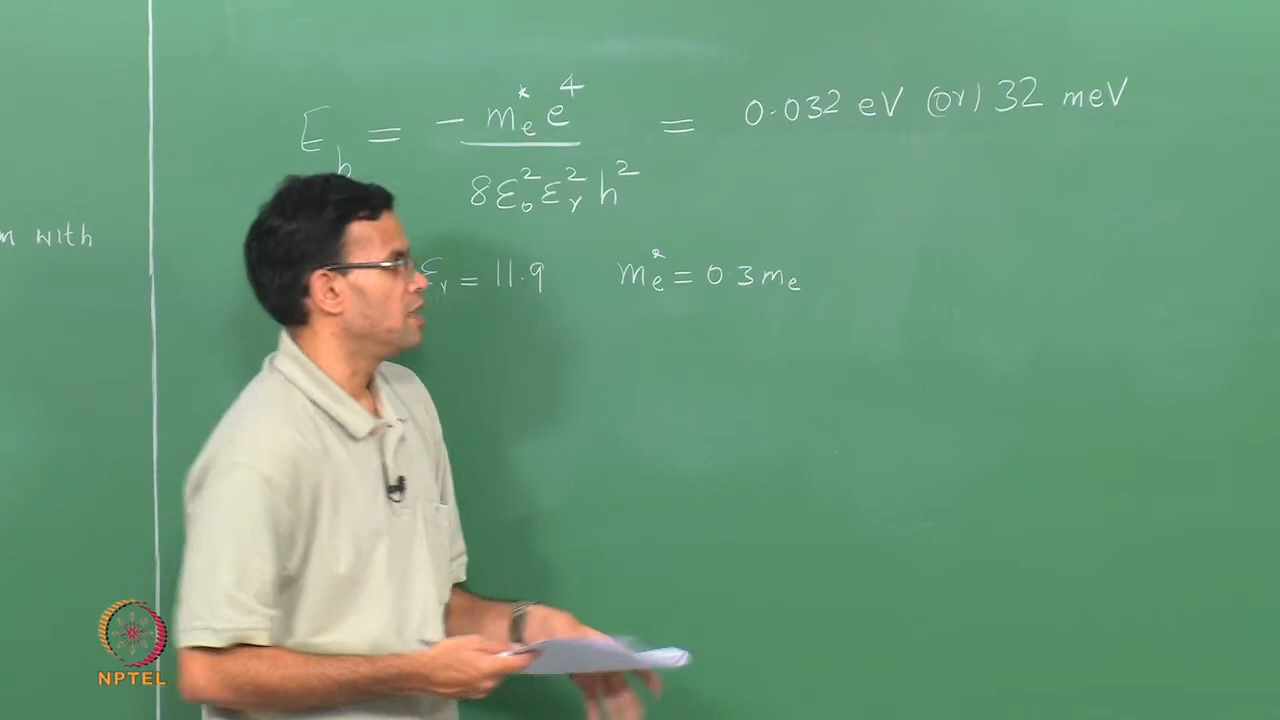 m with
E_b = - m_e^* e^4 / 8ε_0^2 ε_r^2 h^2 = 0.032 eV (or) 32 meV
ε_r = 11.9 m_e^* = 0.3 m_e
NPTEL